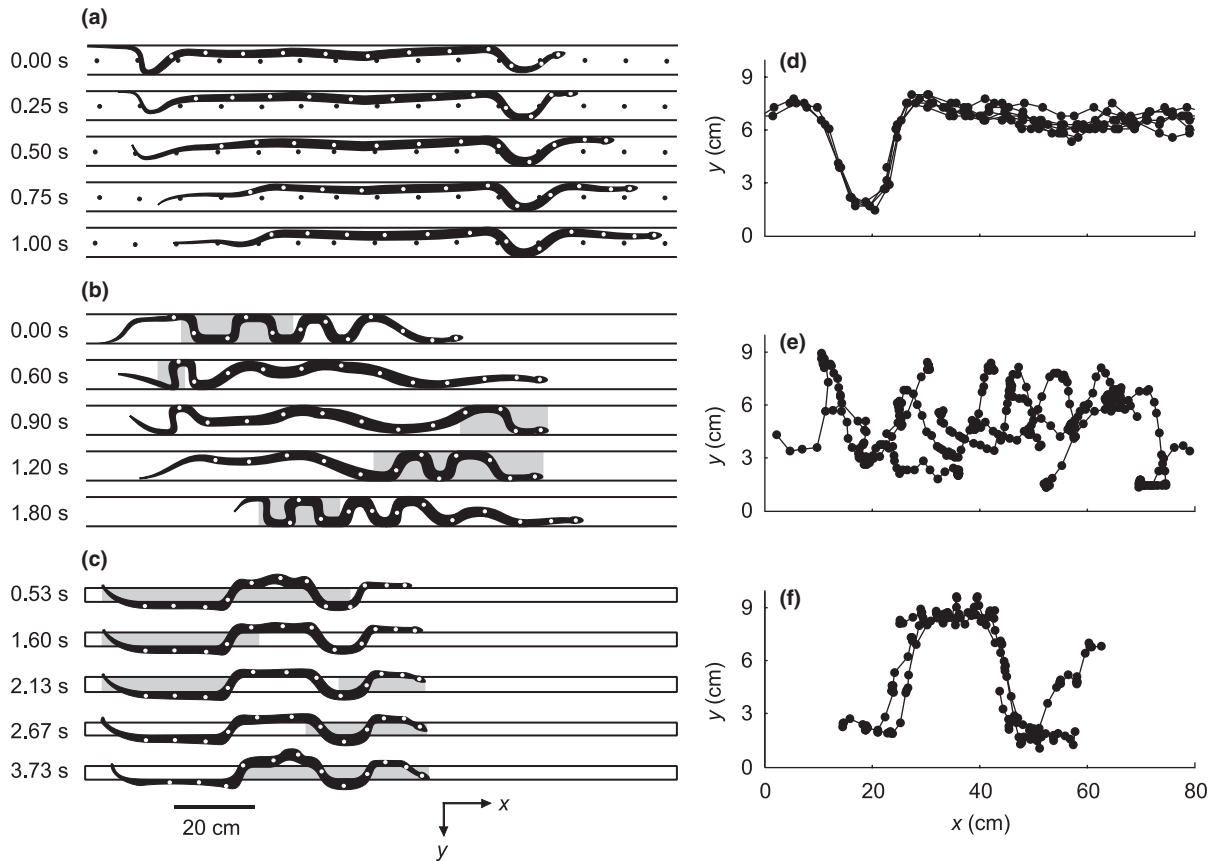 (a)
0.00 s
0.25 s
0.50 s
0.75 s
1.00 s
(b)
0.00 s
0.60 s
0.90 s
1.20 s
1.80 s
(c)
0.53 s
1.60 s
2.13 s
2.67 s
3.73 s
20 cm
x
y
(d)
9
6
3
0
y (cm)
(e)
9
6
3
0
y (cm)
(f)
9
6
3
0
y (cm)
0 20 40 60 80
x (cm)